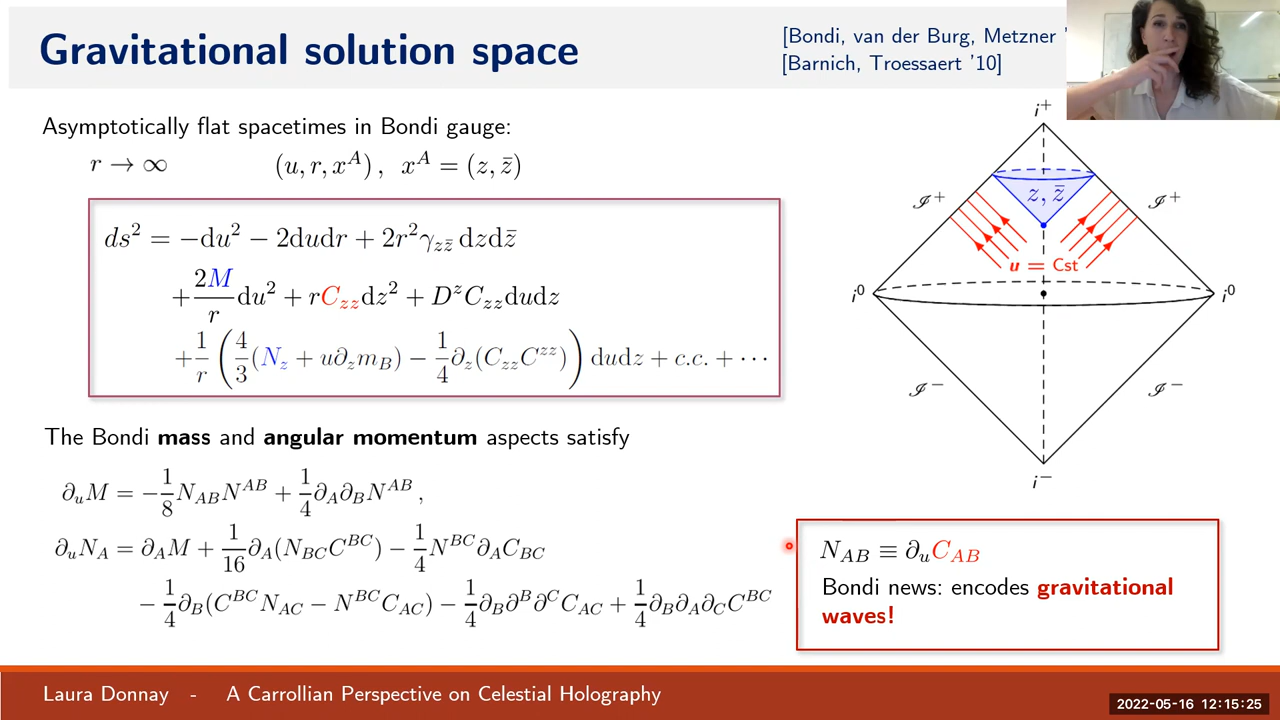 Gravitational solution space
[Bondi, van der Burg, Metzner '
[Barnich, Troessaert '10]
Asymptotically flat spacetimes in Bondi gauge:
r → ∞ (u, r, x^A) , x^A = (z, z̄)
ds² = −du² − 2dudr + 2r²γ_{zz̄} dzdz̄
+ 2M/r du² + rC_{zz}dz² + D^zC_{zz}dudz
+ 1/r ( 4/3 (N_z + u∂_z m_B) − 1/4 ∂_z(C_{zz}C^{zz}) ) dudz + c.c. + ···
The Bondi mass and angular momentum aspects satisfy
∂_u M = − 1/8 N_{AB}N^{AB} + 1/4 ∂_A∂_B N^{AB} ,
∂_u N_A = ∂_A M + 1/16 ∂_A(N_{BC}C^{BC}) − 1/4 N^{BC}∂_A C_{BC}
− 1/4 ∂_B(C^{BC}N_{AC} − N^{BC}C_{AC}) − 1/4 ∂_B∂^B∂^C C_{AC} + 1/4 ∂_B∂_A∂_C C^{BC}
i⁺
z, z̄
𝓘⁺ 𝓘⁺
u = Cst
i⁰ i⁰
𝓘⁻ 𝓘⁻
i⁻
N_{AB} ≡ ∂_u C_{AB}
Bondi news: encodes gravitational
waves!
Laura Donnay - A Carrollian Perspective on Celestial Holography
2022-05-16 12:15:25